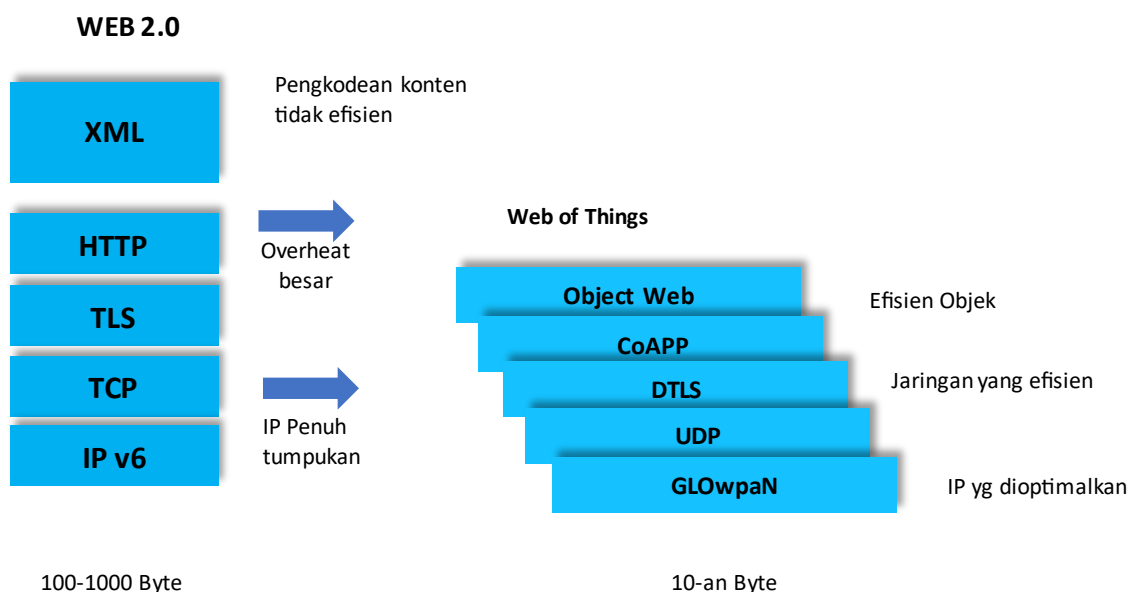 WEB 2.0
XML
Pengkodean konten
tidak efisien
HTTP
TLS
TCP
IP v6
Overheat
besar
IP Penuh
tumpukan
100-1000 Byte
Web of Things
Object Web
CoAPP
DTLS
UDP
GLOwpaN
Efisien Objek
Jaringan yang efisien
IP yg dioptimalkan
10-an Byte